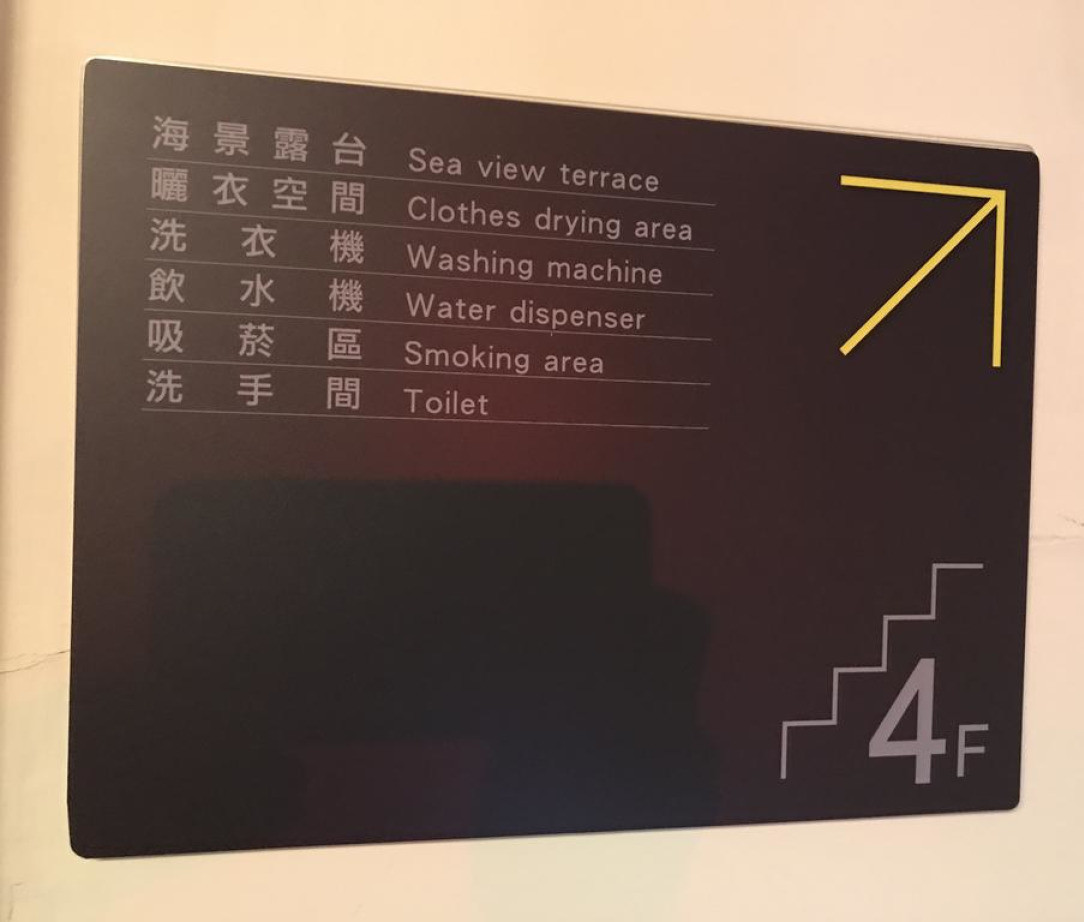 海景露台 Sea view terrace
曬衣空間 Clothes drying area
洗衣機 Washing machine
飲水機 Water dispenser
吸菸區 Smoking area
洗手間 Toilet
4F